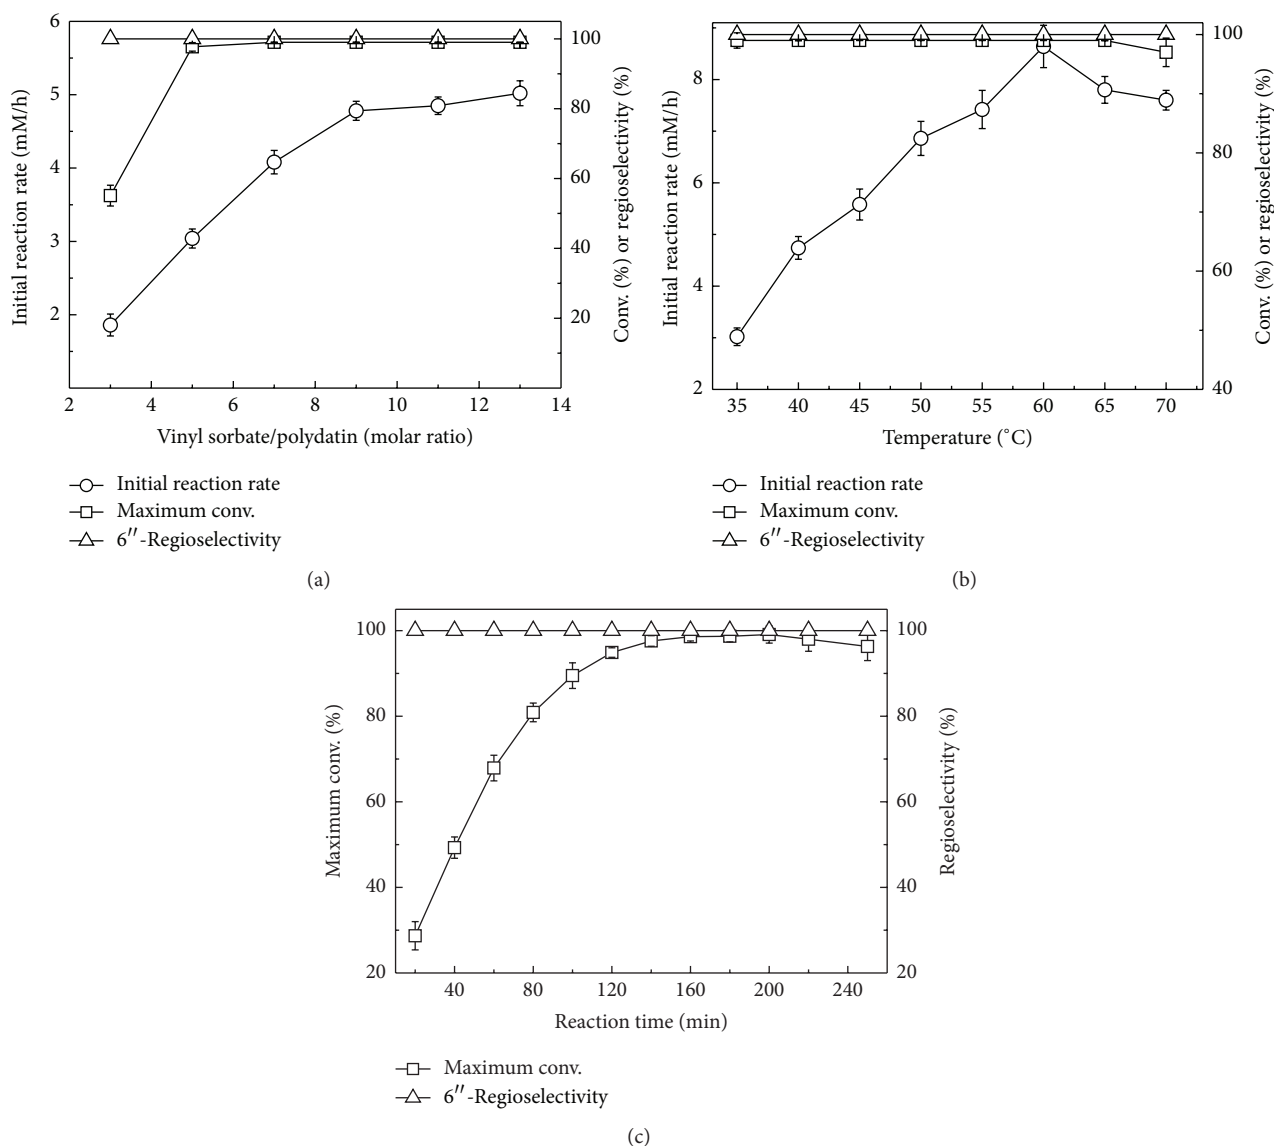 6
5
4
3
2
Initial reaction rate (mM/h)
100
80
60
40
20
0
Conv. (%) or regioselectivity (%)
2 4 6 8 10 12 14
Vinyl sorbate/polydatin (molar ratio)
Initial reaction rate
Maximum conv.
6″-Regioselectivity
(a)
8
6
4
2
Initial reaction rate (mM/h)
100
80
60
40
Conv. (%) or regioselectivity (%)
35 40 45 50 55 60 65 70
Temperature (°C)
Initial reaction rate
Maximum conv.
6″-Regioselectivity
(b)
100
80
60
40
20
Maximum conv. (%)
100
80
60
40
20
Regioselectivity (%)
40 80 120 160 200 240
Reaction time (min)
Maximum conv.
6″-Regioselectivity
(c)